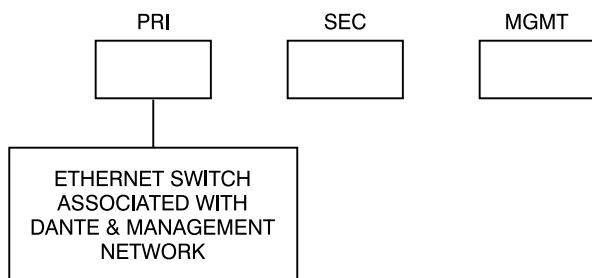 PRI SEC MGMT
ETHERNET SWITCH
ASSOCIATED WITH
DANTE & MANAGEMENT
NETWORK